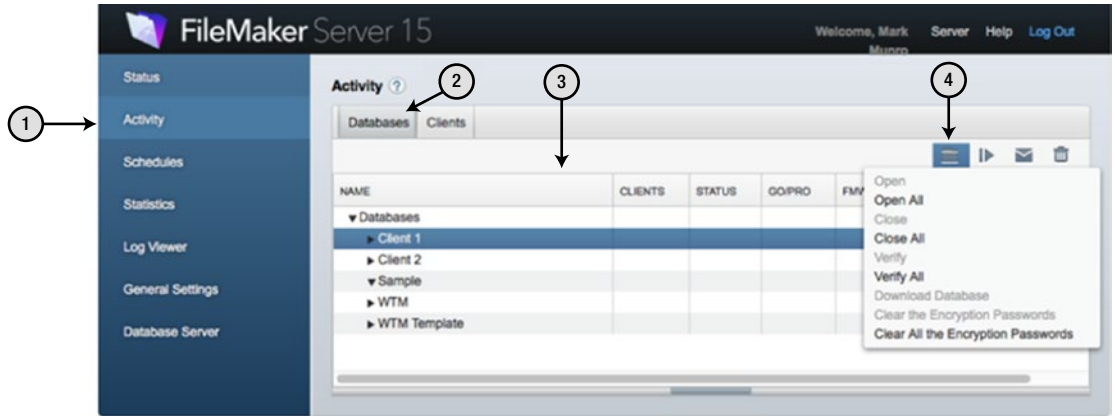 FileMaker Server 15
Welcome, Mark Munro
Server
Help
Log Out
Status
Activity
Schedules
Statistics
Log Viewer
General Settings
Database Server
1
Activity ?
2
3
4
Databases
Clients
NAME
CLIENTS
STATUS
GO/PRO
Databases
Client 1
Client 2
Sample
WTM
WTM Template
Open
Open All
Close
Close All
Verify
Verify All
Download Database
Clear the Encryption Passwords
Clear All the Encryption Passwords